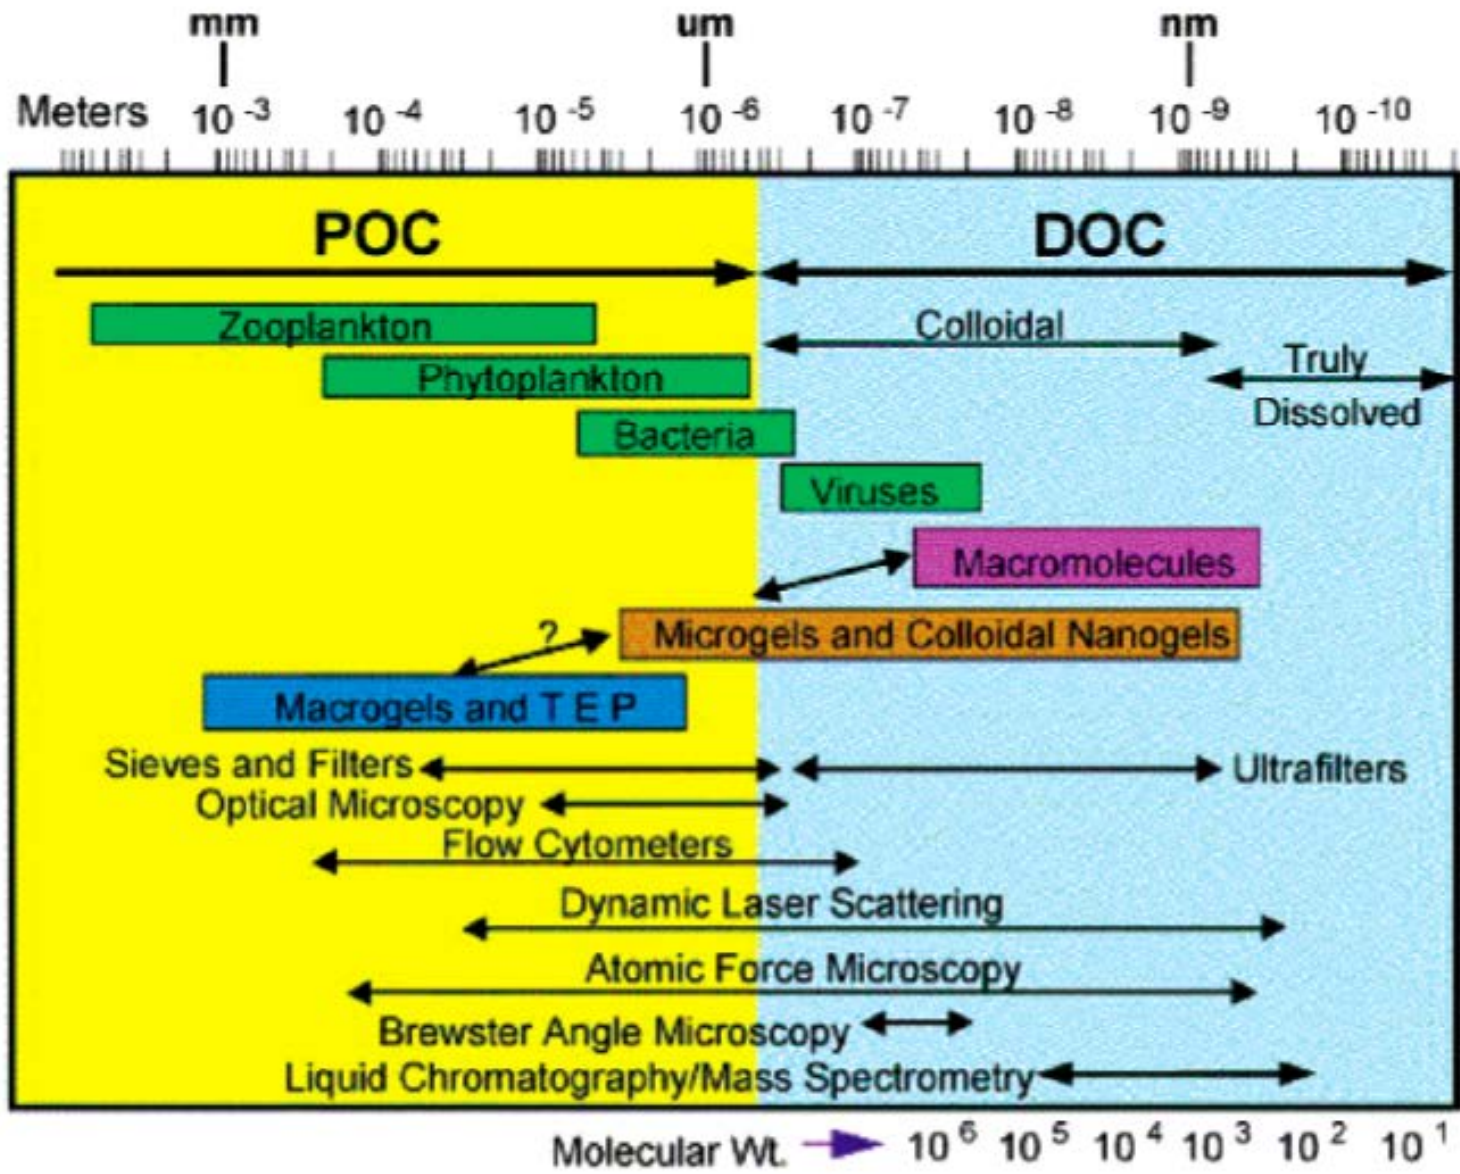 mm um nm
Meters 10 -3 10 -4 10 -5 10 -6 10 -7 10 -8 10 -9 10 -10
POC DOC
Zooplankton
Colloidal
Phytoplankton
Truly
Dissolved
Bacteria
Viruses
Macromolecules
?
Microgels and Colloidal Nanogels
Macrogels and T E P
Sieves and Filters
Ultrafilters
Optical Microscopy
Flow Cytometers
Dynamic Laser Scattering
Atomic Force Microscopy
Brewster Angle Microscopy
Liquid Chromatography/Mass Spectrometry
Molecular Wt. 10 6 10 5 10 4 10 3 10 2 10 1